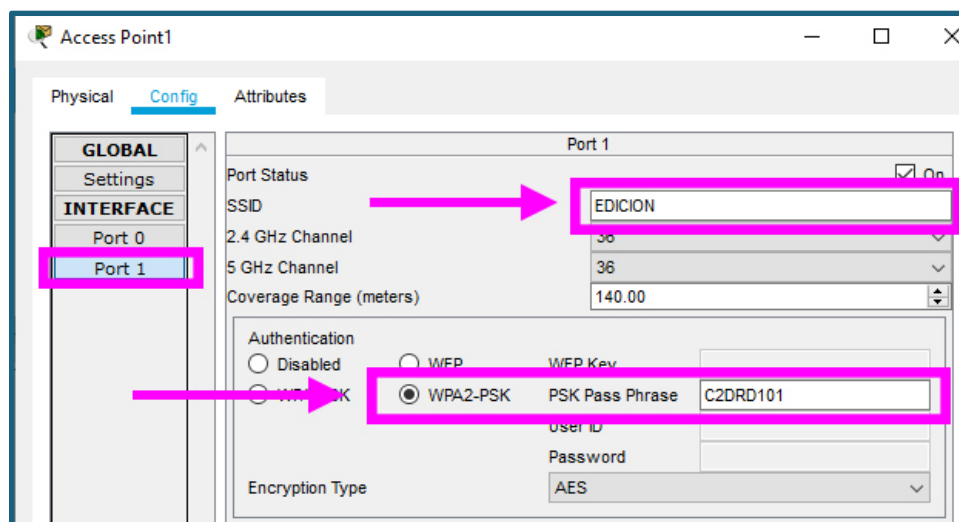 Access Point1
Physical Config Attributes
GLOBAL
Settings
INTERFACE
Port 0
Port 1
Port 1
Port Status On
SSID EDICION
2.4 GHz Channel 36
5 GHz Channel 36
Coverage Range (meters) 140.00
Authentication
Disabled WEP WEP Key
WPA2-PSK PSK Pass Phrase C2DRD101
User ID
Password
Encryption Type AES